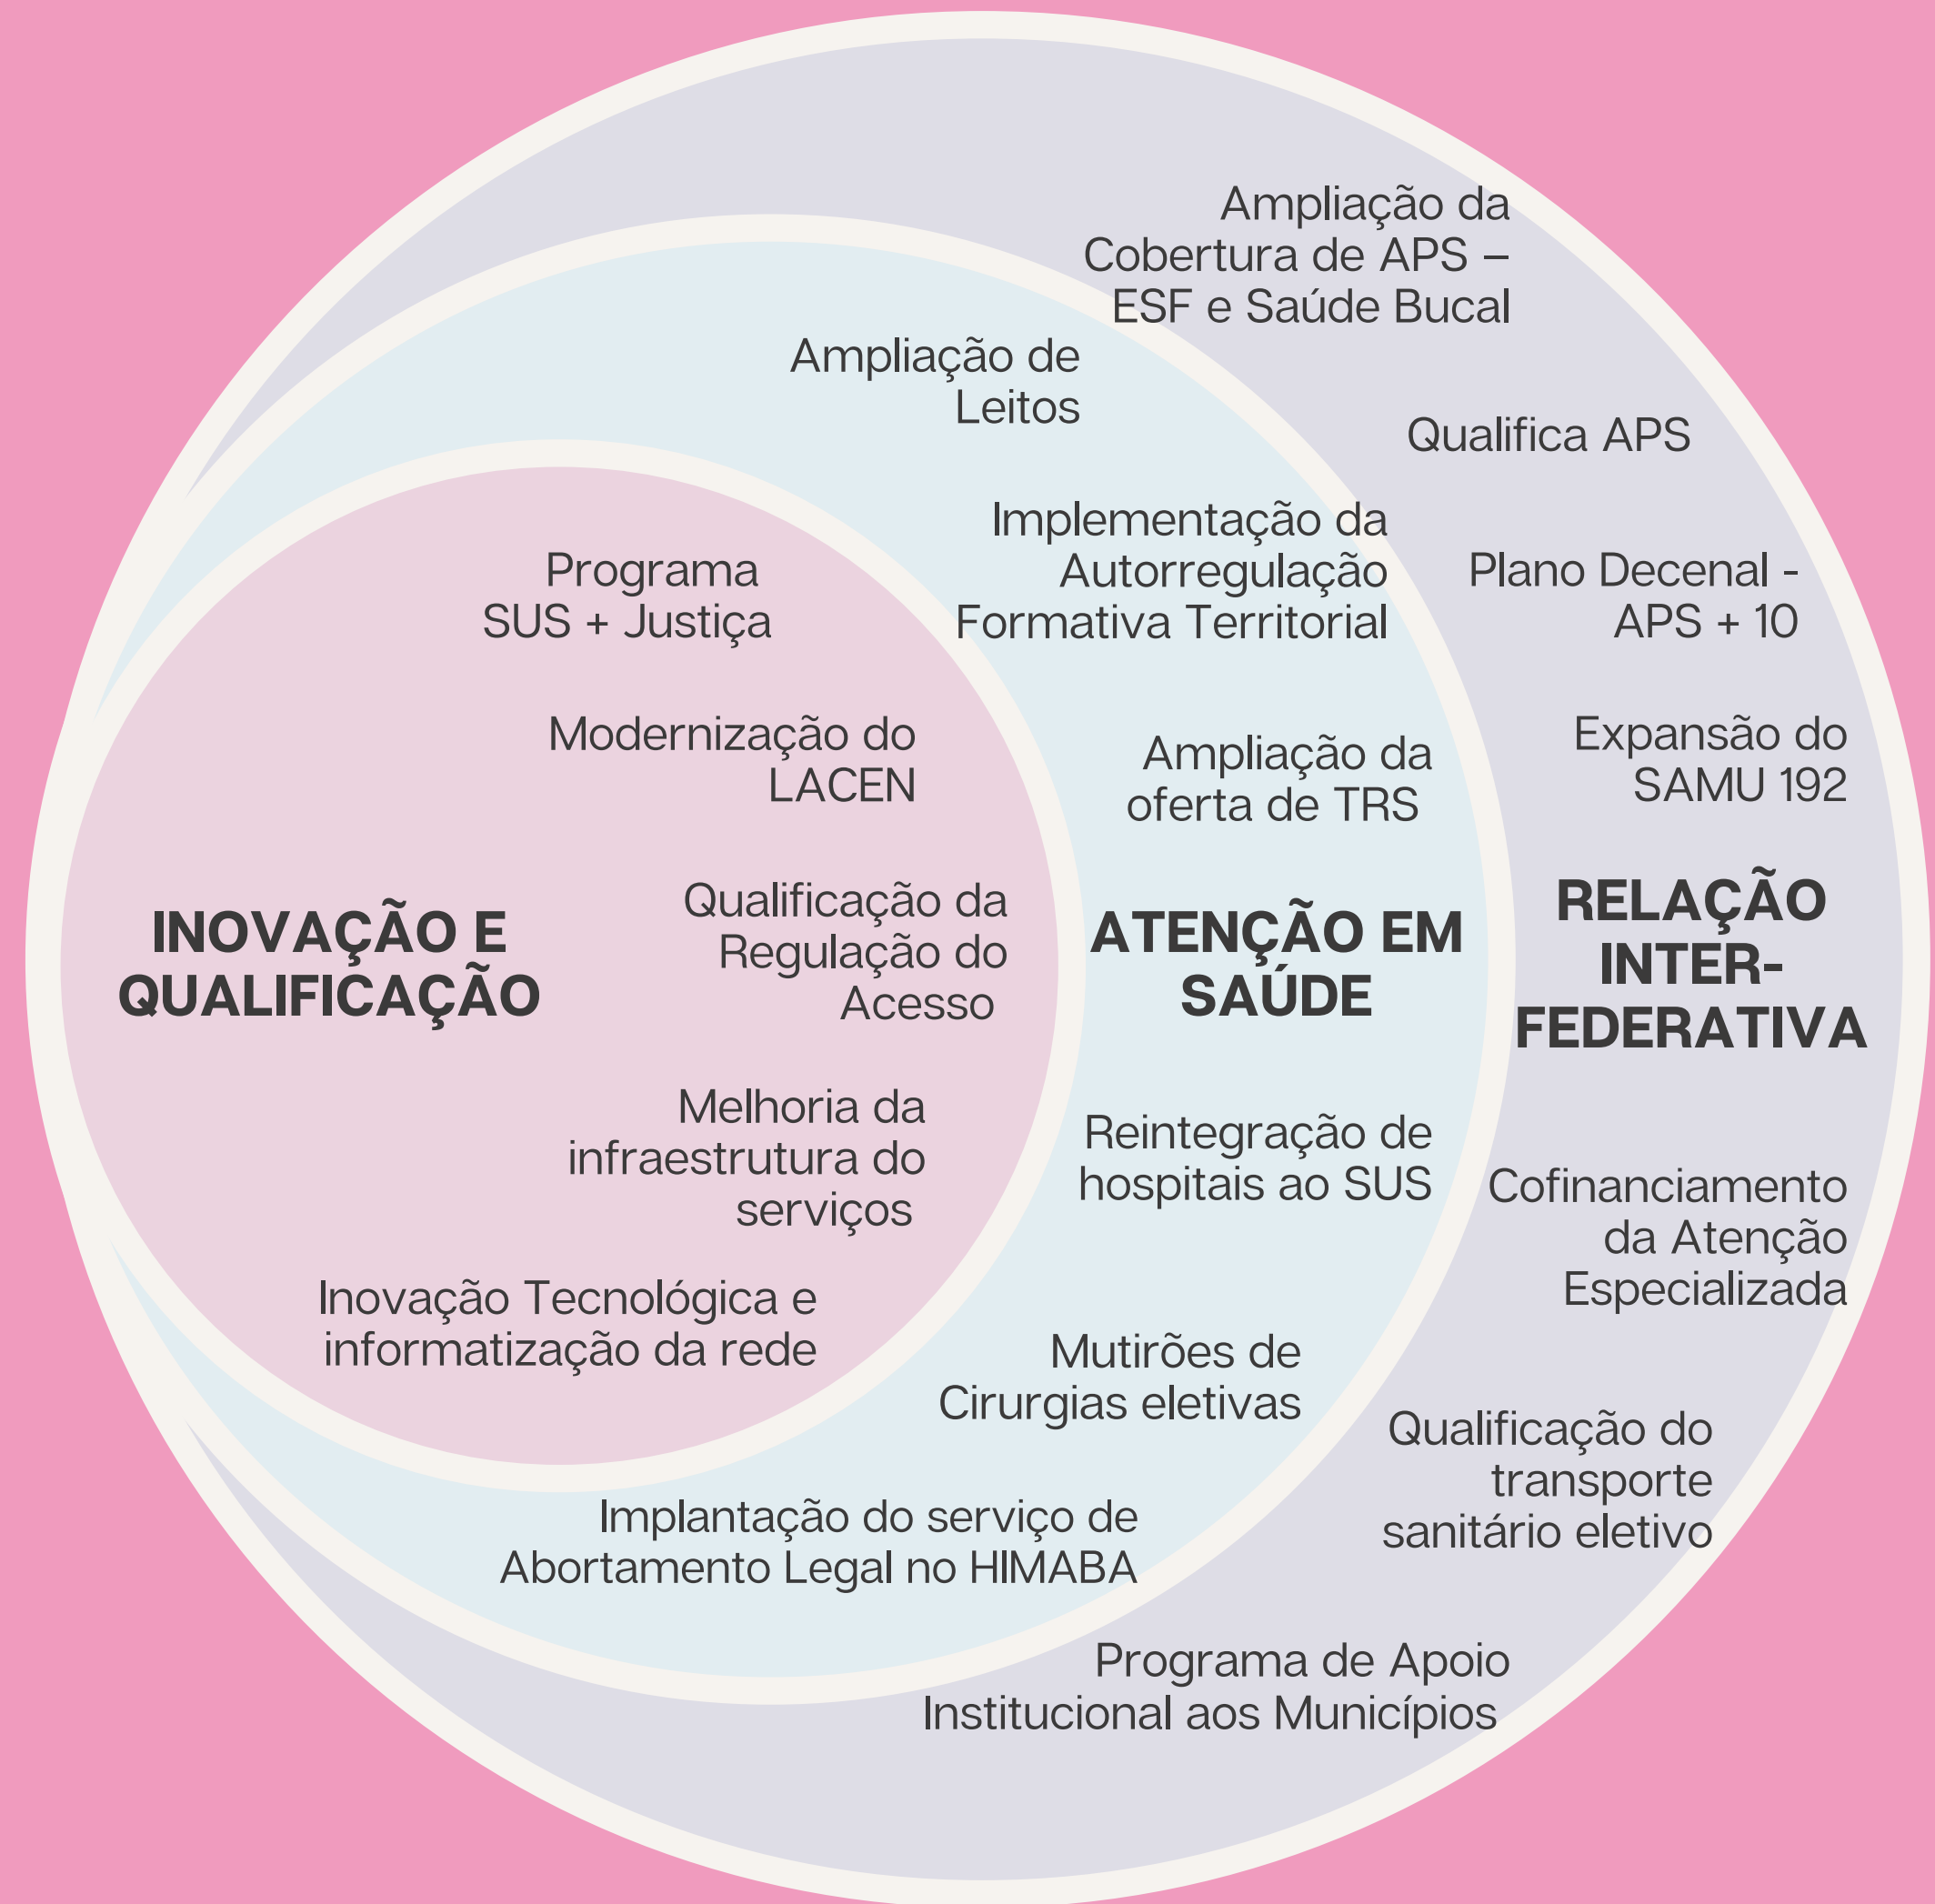 INOVAÇÃO E
QUALIFICAÇÃO
Programa
SUS + Justiça
Modernização do
LACEN
Qualificação da
Regulação do
Acesso
Melhoria da
infraestrutura do
serviços
Inovação Tecnológica e
informatização da rede
ATENÇÃO EM
SAÚDE
Ampliação de
Leitos
Implementação da
Autorregulação
Formativa Territorial
Ampliação da
oferta de TRS
Reintegração de
hospitais ao SUS
Mutirões de
Cirurgias eletivas
Implantação do serviço de
Abortamento Legal no HIMABA
RELAÇÃO
INTER-
FEDERATIVA
Ampliação da
Cobertura de APS –
ESF e Saúde Bucal
Qualifica APS
Plano Decenal -
APS + 10
Expansão do
SAMU 192
Cofinanciamento
da Atenção
Especializada
Qualificação do
transporte
sanitário eletivo
Programa de Apoio
Institucional aos Municípios